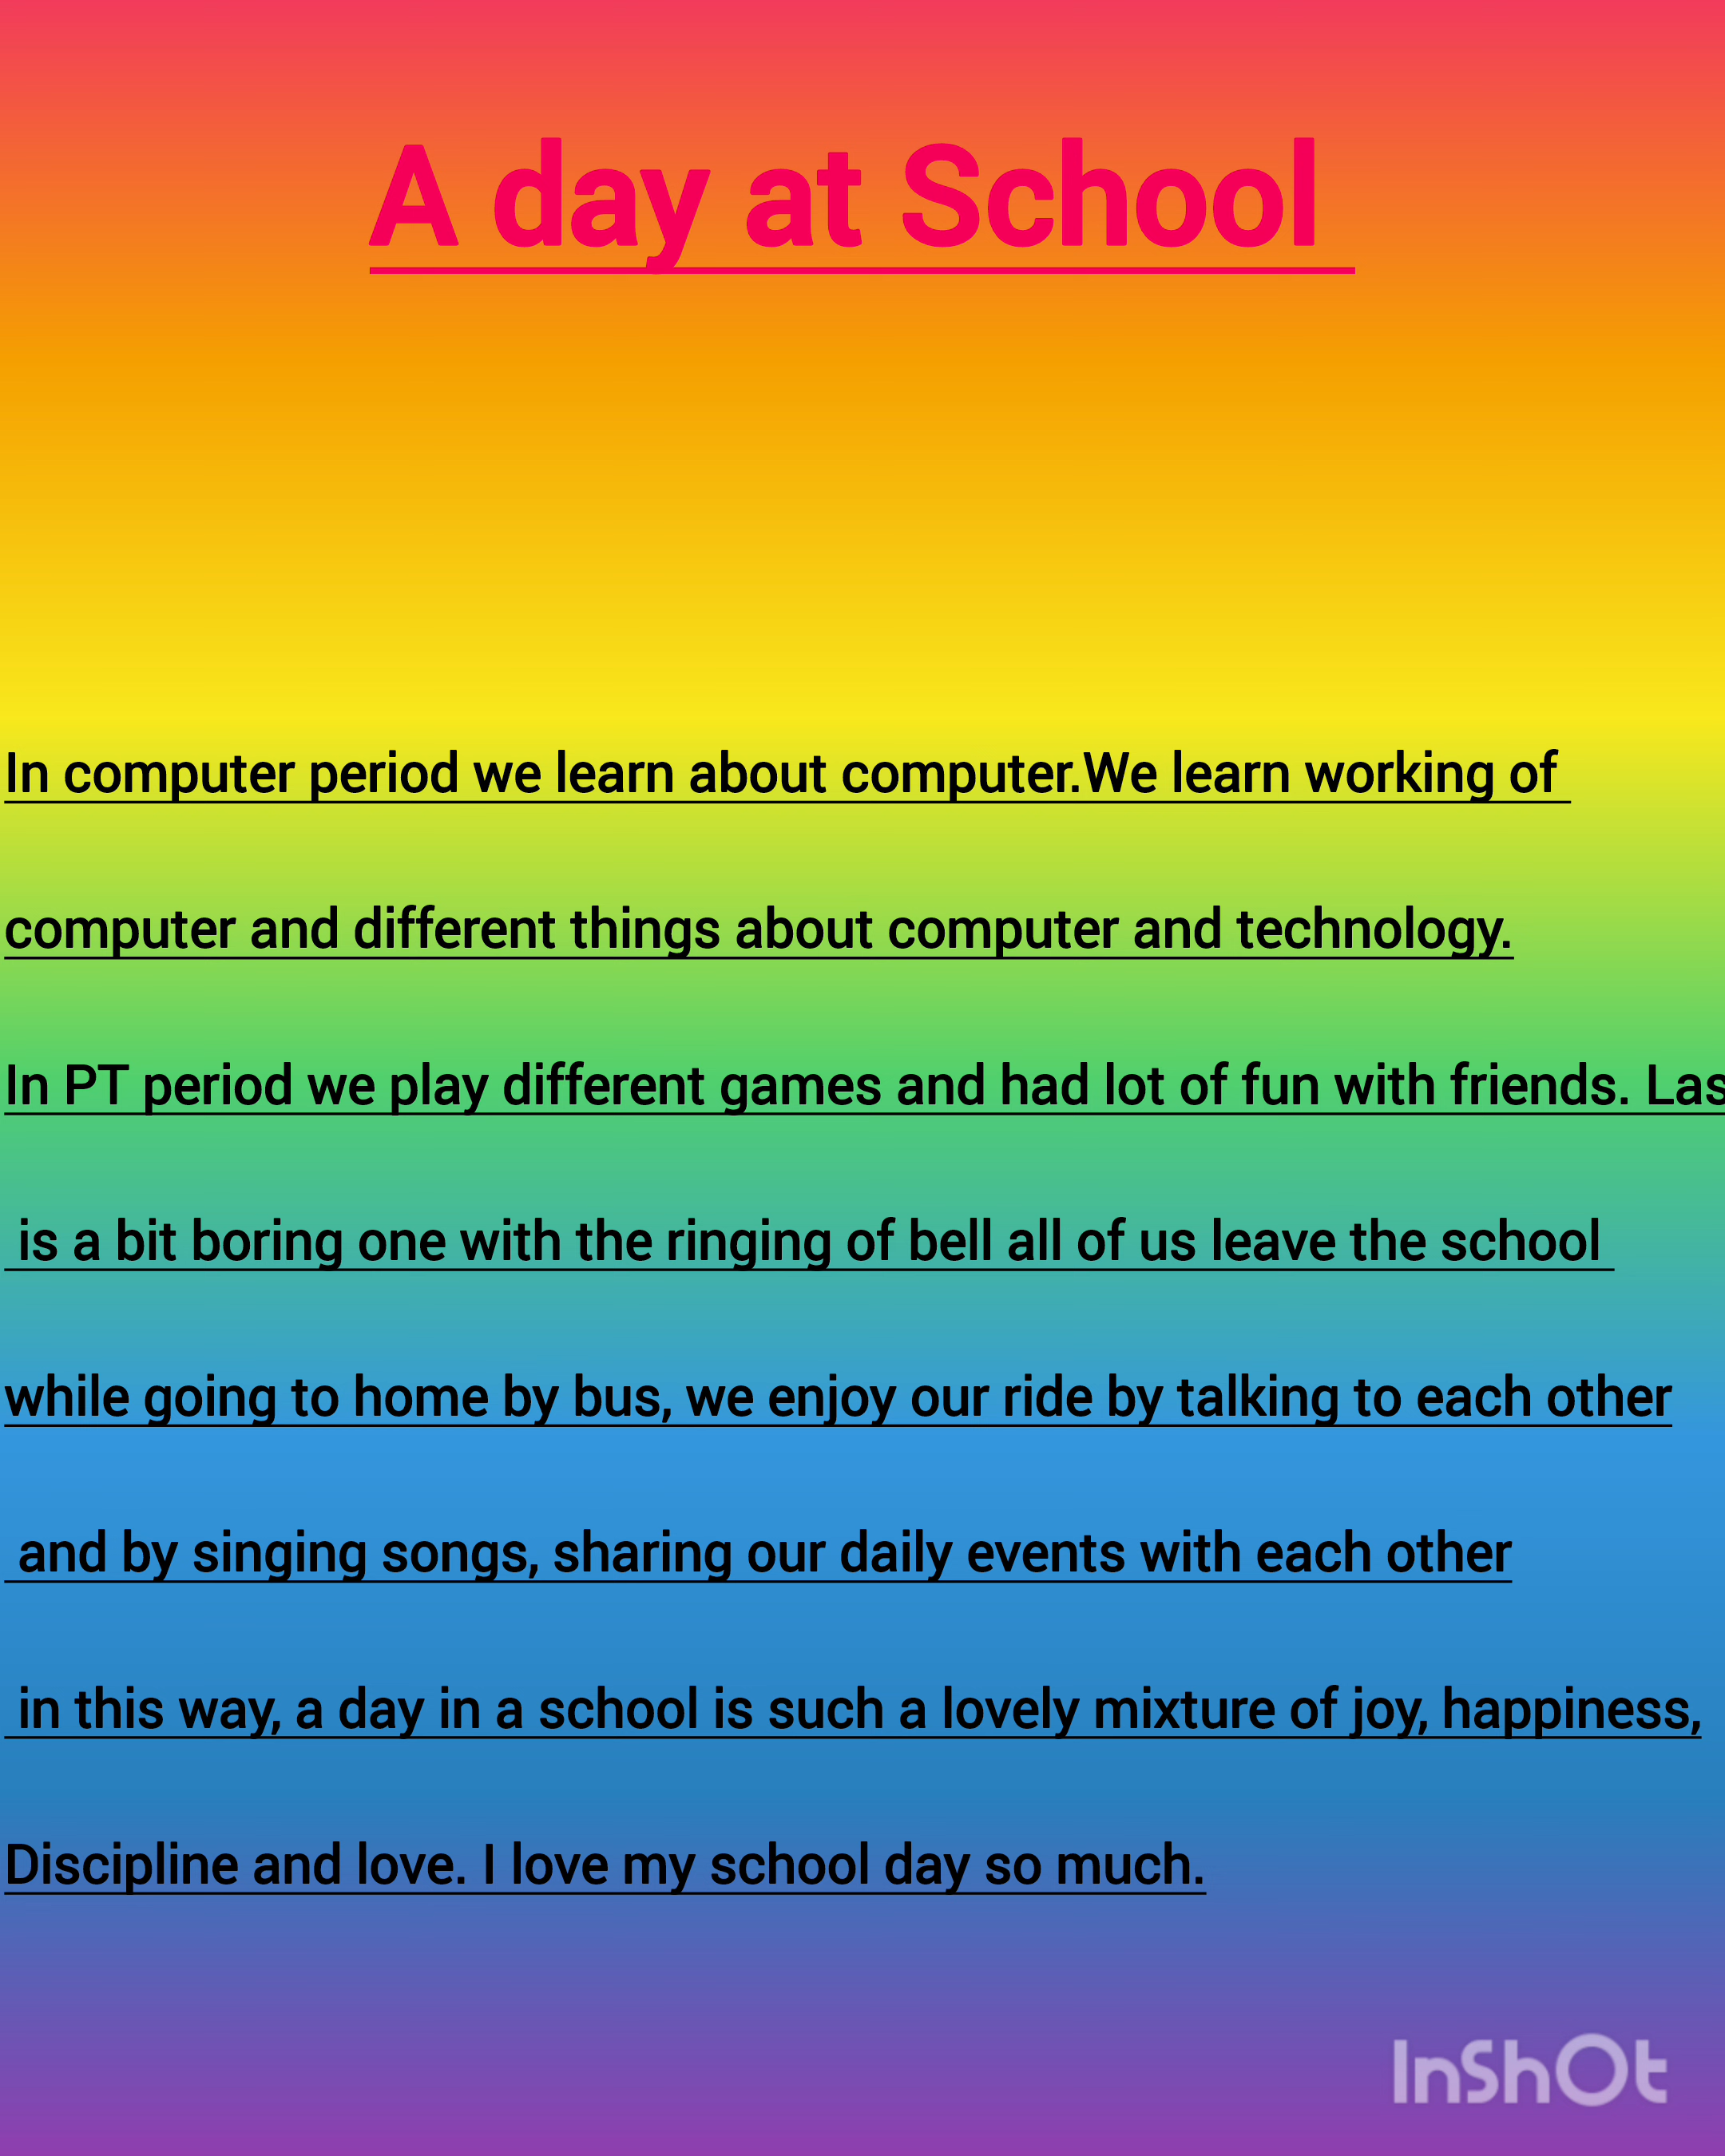 A day at School
In computer period we learn about computer.We learn working of
computer and different things about computer and technology.
In PT period we play different games and had lot of fun with friends. Las
is a bit boring one with the ringing of bell all of us leave the school
while going to home by bus, we enjoy our ride by talking to each other
and by singing songs, sharing our daily events with each other
in this way, a day in a school is such a lovely mixture of joy, happiness,
Discipline and love. I love my school day so much.
InShOt